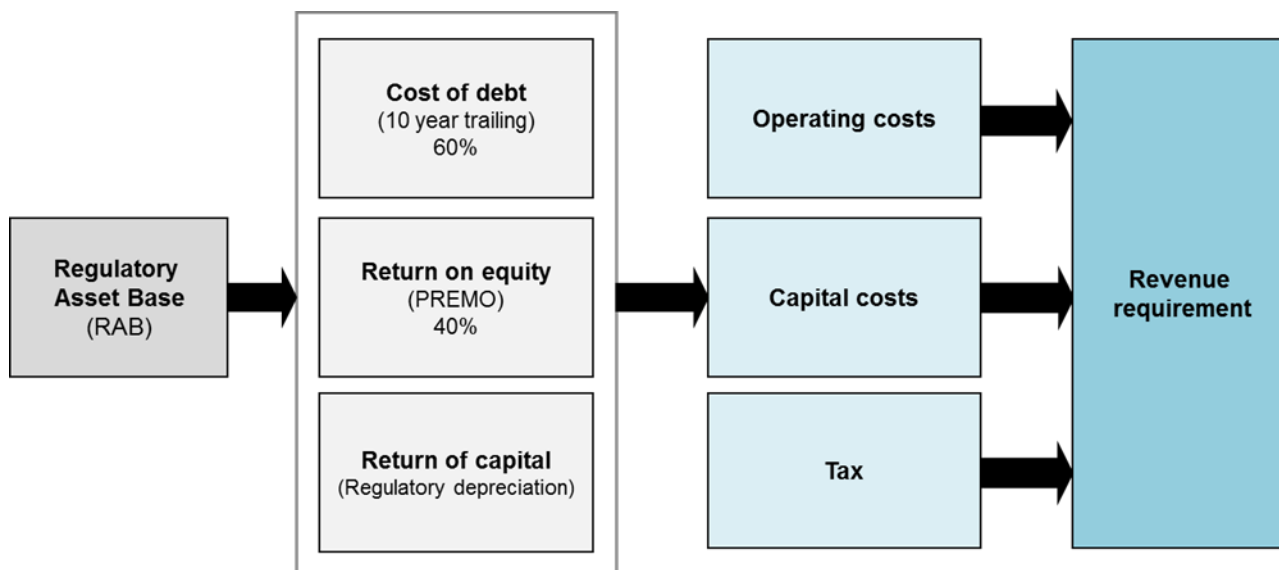 Regulatory
Asset Base
(RAB)
Cost of debt
(10 year trailing)
60%
Return on equity
(PREMO)
40%
Return of capital
(Regulatory depreciation)
Operating costs
Capital costs
Tax
Revenue
requirement